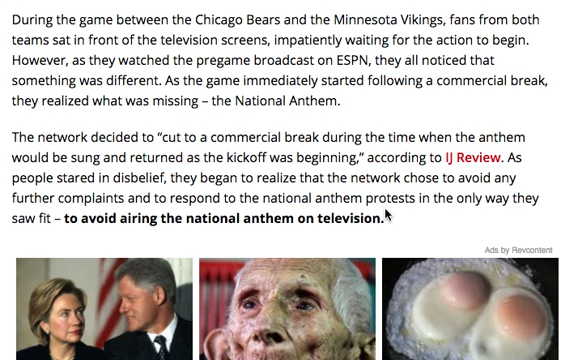 During the game between the Chicago Bears and the Minnesota Vikings, fans from both
teams sat in front of the television screens, impatiently waiting for the action to begin.
However, as they watched the pregame broadcast on ESPN, they all noticed that
something was different. As the game immediately started following a commercial break,
they realized what was missing – the National Anthem.
The network decided to “cut to a commercial break during the time when the anthem
would be sung and returned as the kickoff was beginning,” according to IJ Review. As
people stared in disbelief, they began to realize that the network chose to avoid any
further complaints and to respond to the national anthem protests in the only way they
saw fit – to avoid airing the national anthem on television.
Ads by Revcontent